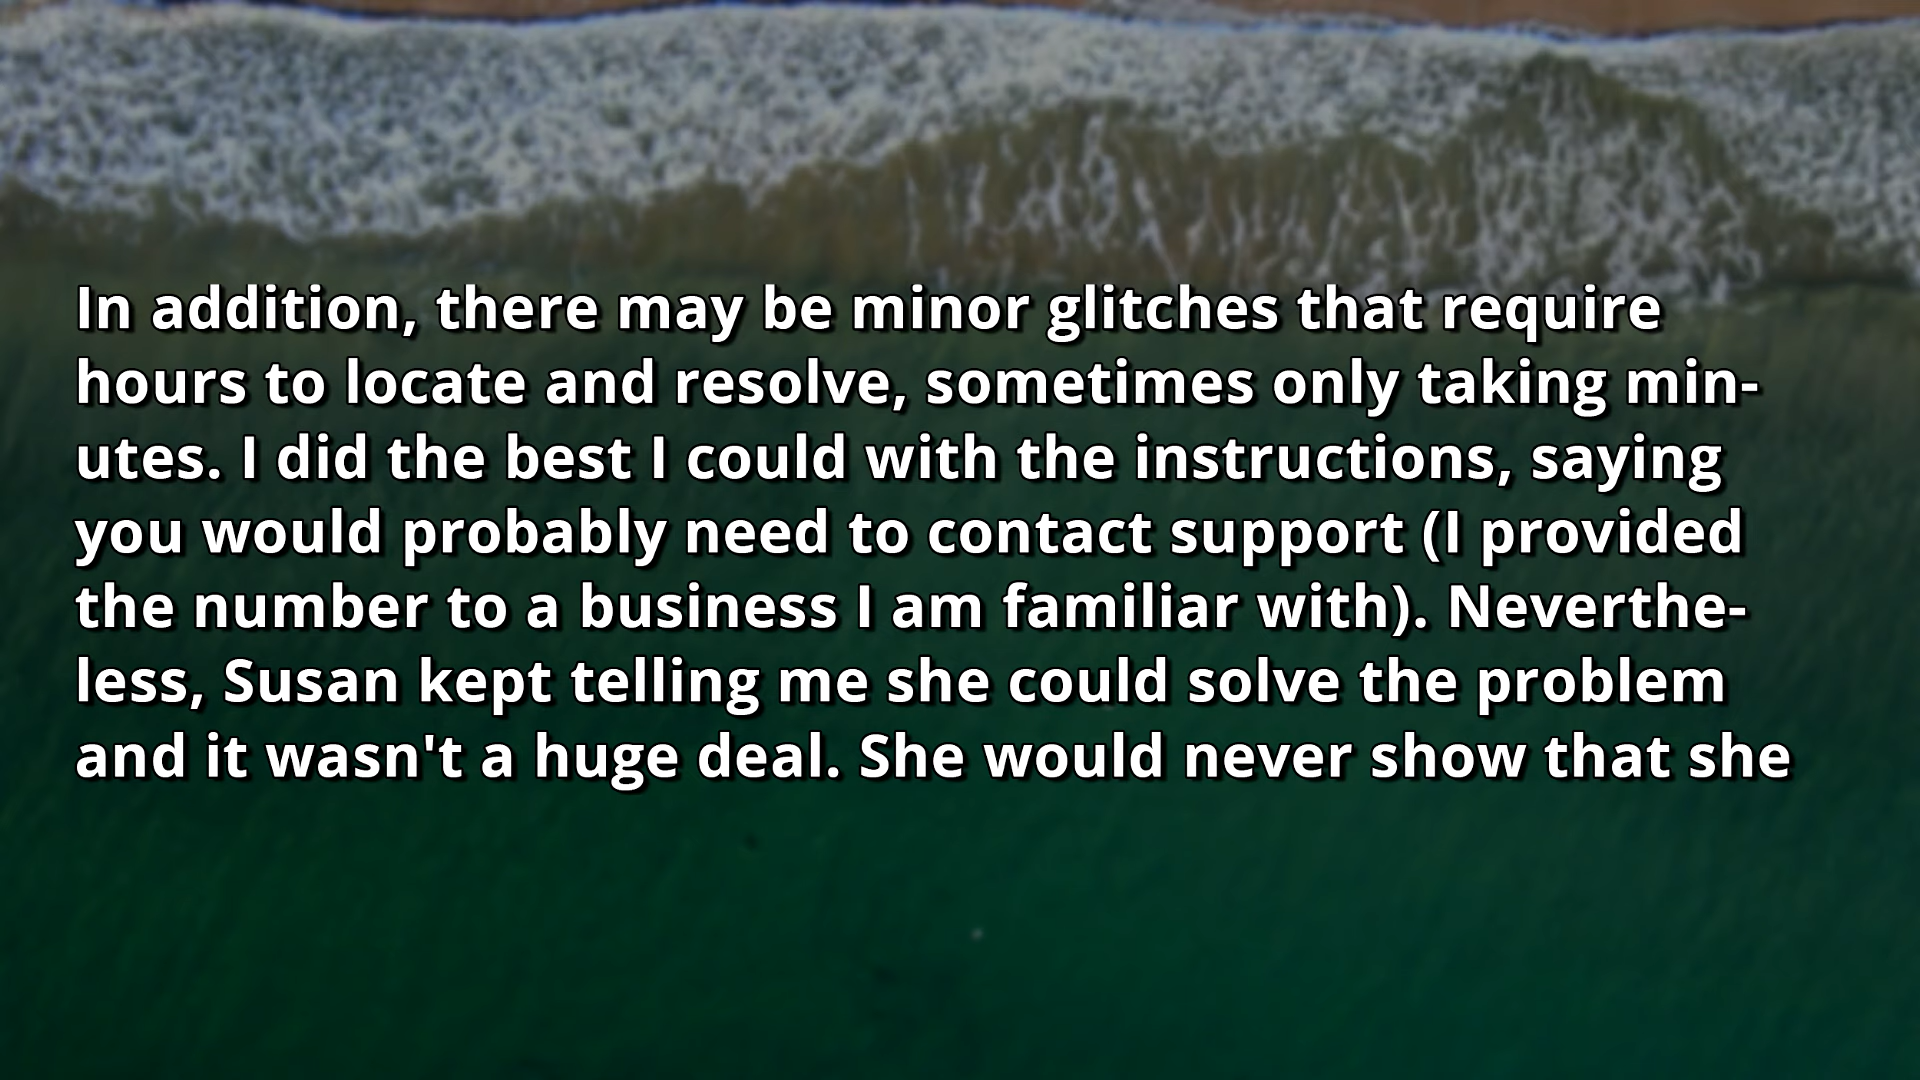 In addition, there may be minor glitches that require
hours to locate and resolve, sometimes only taking min-
utes. I did the best I could with the instructions, saying
you would probably need to contact support (I provided
the number to a business I am familiar with). Neverthe-
less, Susan kept telling me she could solve the problem
and it wasn't a huge deal. She would never show that she